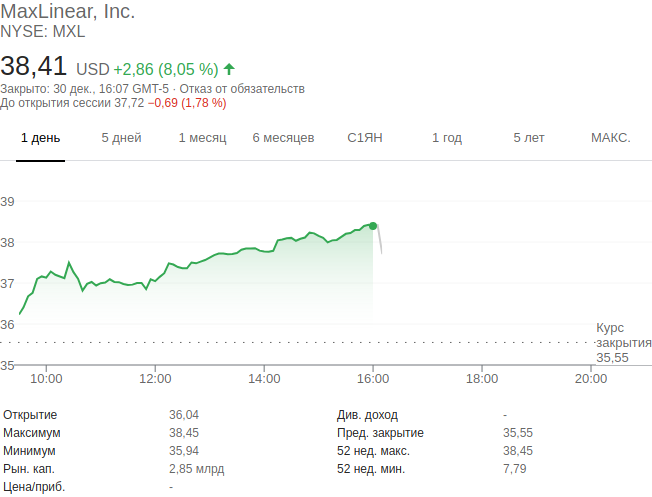 MaxLinear, Inc.
NYSE: MXL
38,41 USD +2,86 (8,05 %)
Закрыто: 30 дек., 16:07 GMT-5 · Отказ от обязательств
До открытия сессии 37,72 −0,69 (1,78 %)
1 день 5 дней 1 месяц 6 месяцев С1ЯН 1 год 5 лет МАКС.
39
38
37
36
Курс
закрытия
35,55
35
10:00 12:00 14:00 16:00 18:00 20:00
Открытие 36,04 Див. доход -
Максимум 38,45 Пред. закрытие 35,55
Минимум 35,94 52 нед. макс. 38,45
Рын. кап. 2,85 млрд 52 нед. мин. 7,79
Цена/приб. -